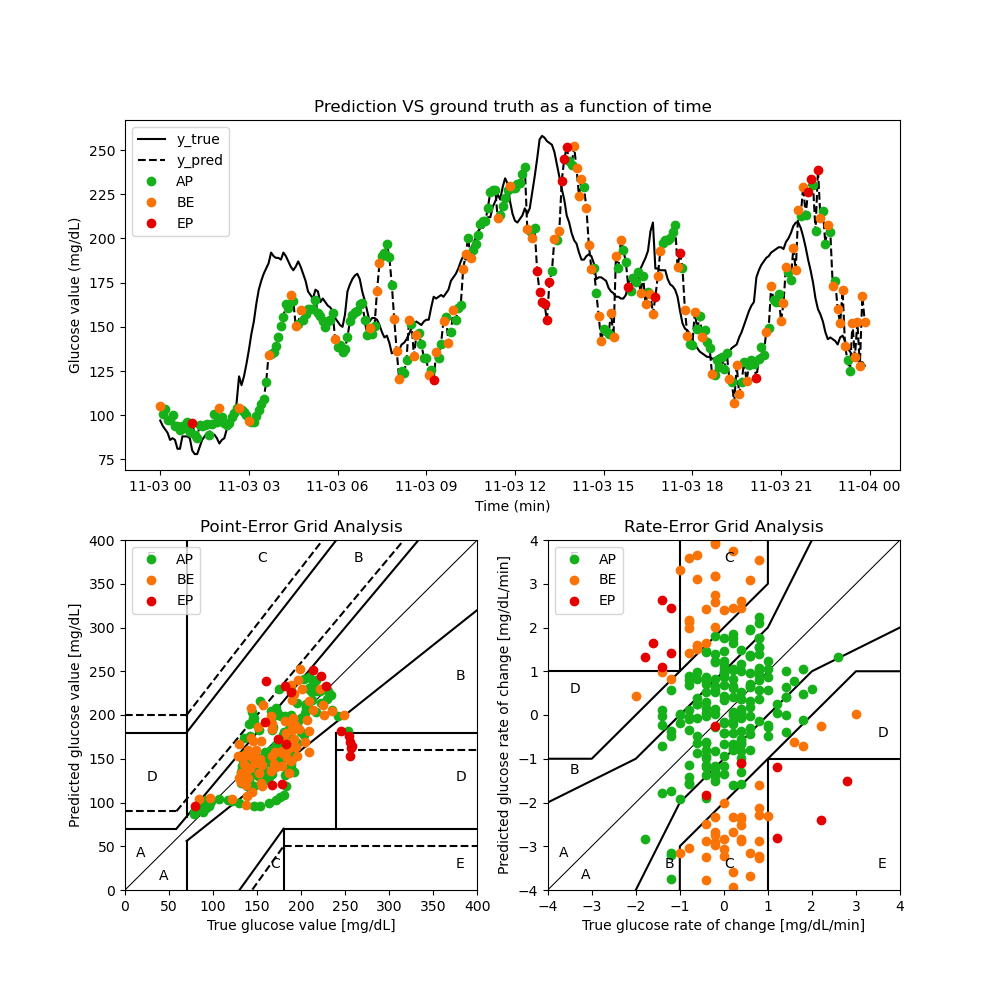 Prediction VS ground truth as a function of time
Glucose value (mg/dL)
250
225
200
175
150
125
100
75
y_true
y_pred
AP
BE
EP
11-03 00 11-03 03 11-03 06 11-03 09 11-03 12 11-03 15 11-03 18 11-03 21 11-04 00
Time (min)
Point-Error Grid Analysis
Predicted glucose value [mg/dL]
400
350
300
250
200
150
100
50
0
AP
BE
EP
C
B
B
D
D
A
A
C
E
0 50 100 150 200 250 300 350 400
True glucose value [mg/dL]
Rate-Error Grid Analysis
Predicted glucose rate of change [mg/dL/min]
4
3
2
1
0
−1
−2
−3
−4
AP
BE
EP
C
D
D
B
A
A
B
C
E
−4 −3 −2 −1 0 1 2 3 4
True glucose rate of change [mg/dL/min]